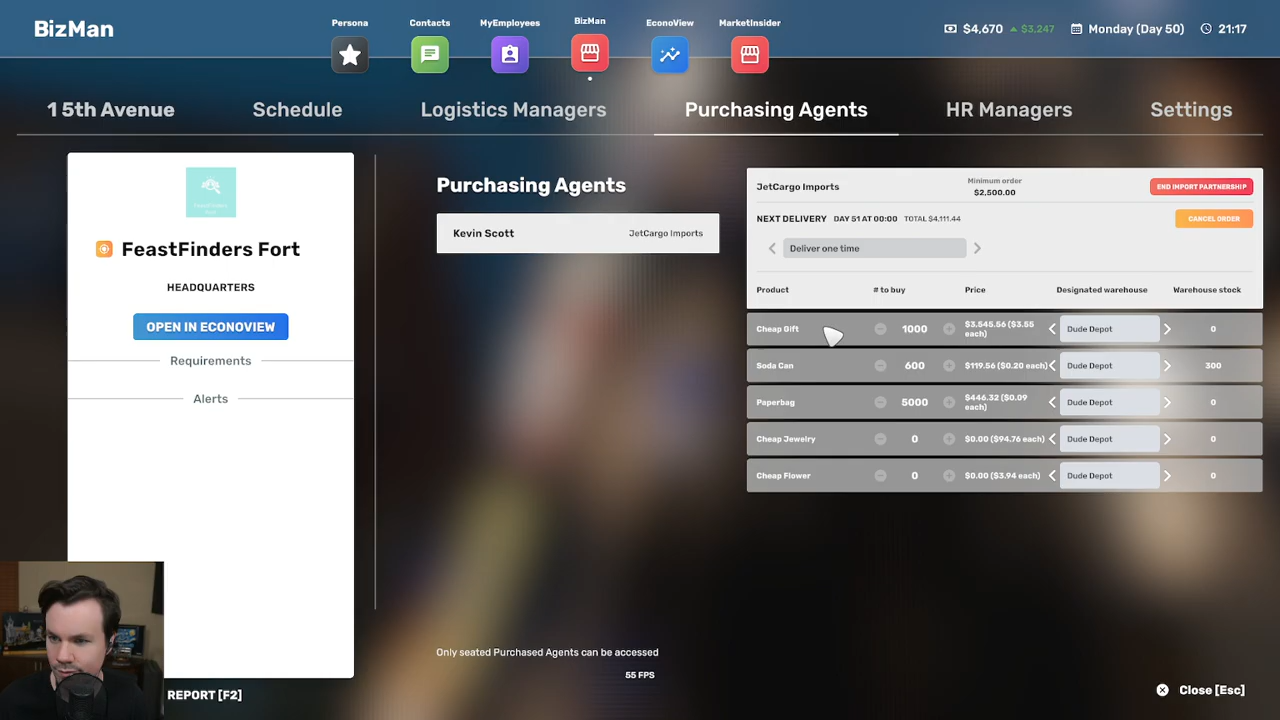 BizMan
Persona
Contacts
MyEmployees
BizMan
EconoView
MarketInsider
$4,670 $3,247 Monday (Day 50) 21:17
1 5th Avenue
Schedule
Logistics Managers
Purchasing Agents
HR Managers
Settings
FeastFinders Fort
HEADQUARTERS
OPEN IN ECONOVIEW
Requirements
Alerts
REPORT [F2]
Purchasing Agents
Kevin Scott JetCargo Imports
Only seated Purchased Agents can be accessed
55 FPS
JetCargo Imports
Minimum order
$2,500.00
END IMPORT PARTNERSHIP
NEXT DELIVERY DAY 51 AT 00:00 TOTAL $4,111.44
CANCEL ORDER
Deliver one time
Product # to buy Price Designated warehouse Warehouse stock
Cheap Gift 1000 $3,545.56 ($3.55
each) Dude Depot 0
Soda Can 600 $119.56 ($0.20 each) Dude Depot 300
Paperbag 5000 $446.32 ($0.09
each) Dude Depot 0
Cheap Jewelry 0 $0.00 ($94.76 each) Dude Depot 0
Cheap Flower 0 $0.00 ($3.94 each) Dude Depot 0
Close [Esc]